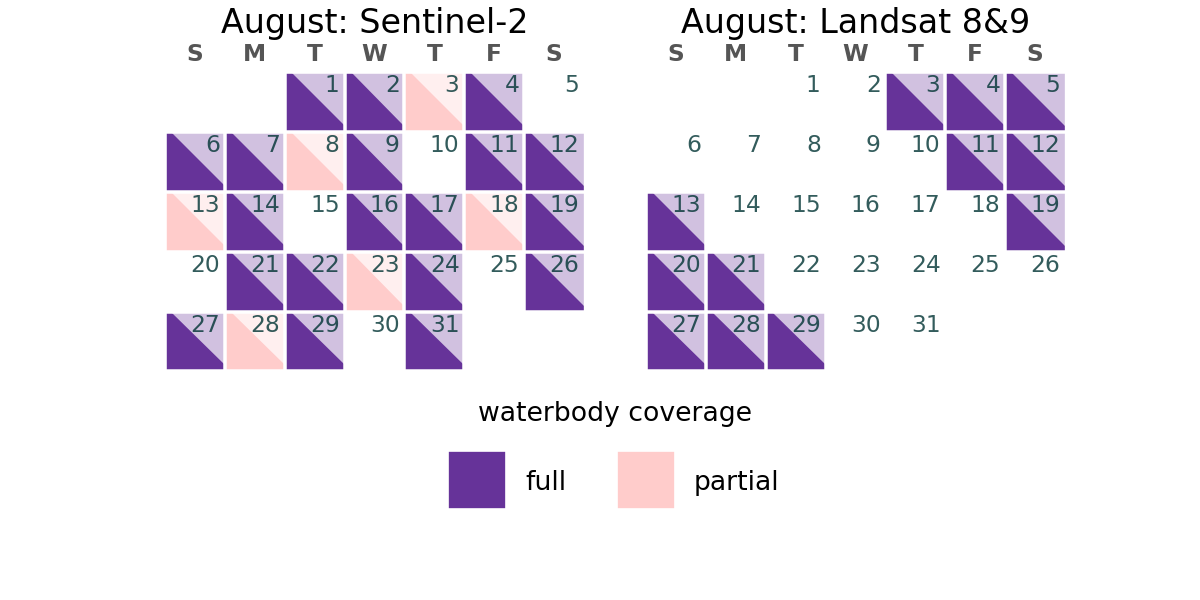 August: Sentinel-2
S M T W T F S
1 2 3 4 5
6 7 8 9 10 11 12
13 14 15 16 17 18 19
20 21 22 23 24 25 26
27 28 29 30 31
August: Landsat 8&9
S M T W T F S
1 2 3 4 5
6 7 8 9 10 11 12
13 14 15 16 17 18 19
20 21 22 23 24 25 26
27 28 29 30 31
waterbody coverage
full
partial